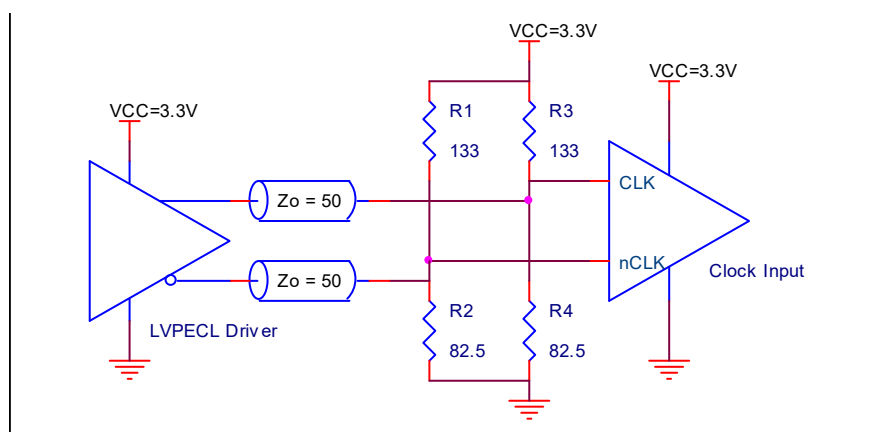 VCC=3.3V
VCC=3.3V
VCC=3.3V
R1
133
R3
133
Zo = 50
CLK
Zo = 50
nCLK
Clock Input
LVPECL Driver
R2
82.5
R4
82.5